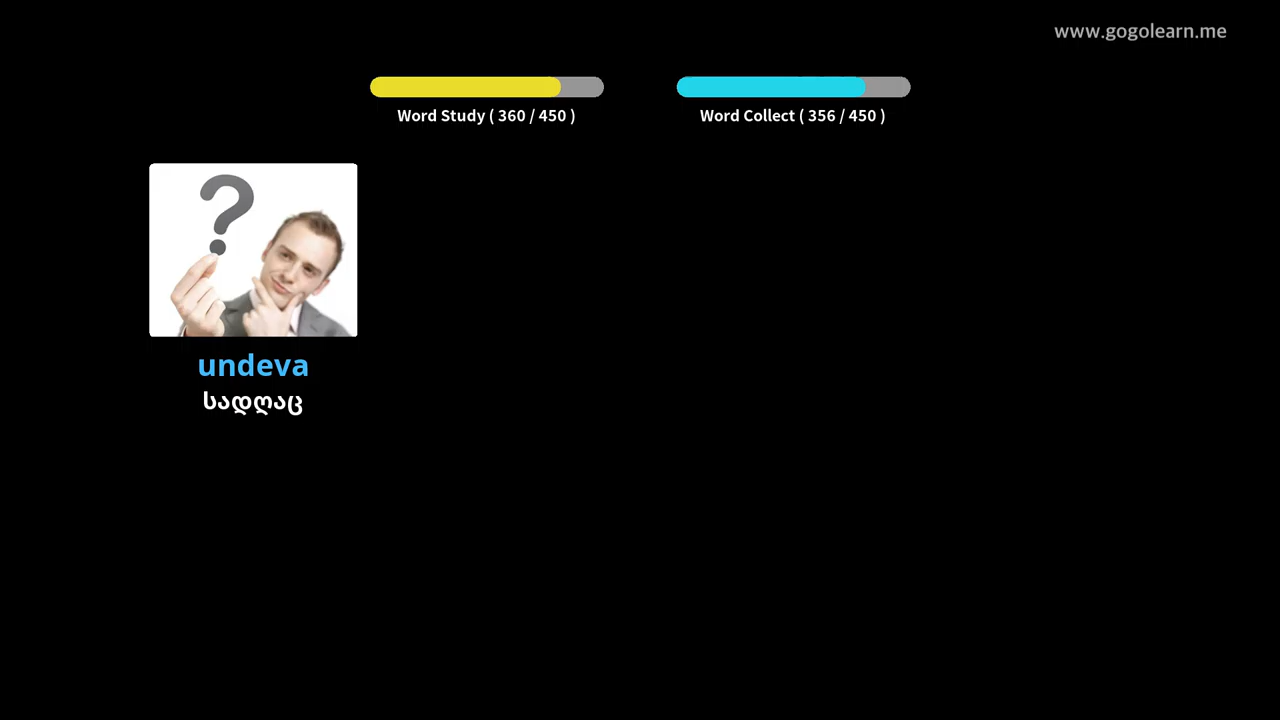 www.gogolearn.me
Word Study ( 360 / 450 )
Word Collect ( 356 / 450 )
?
undeva
სადღაც